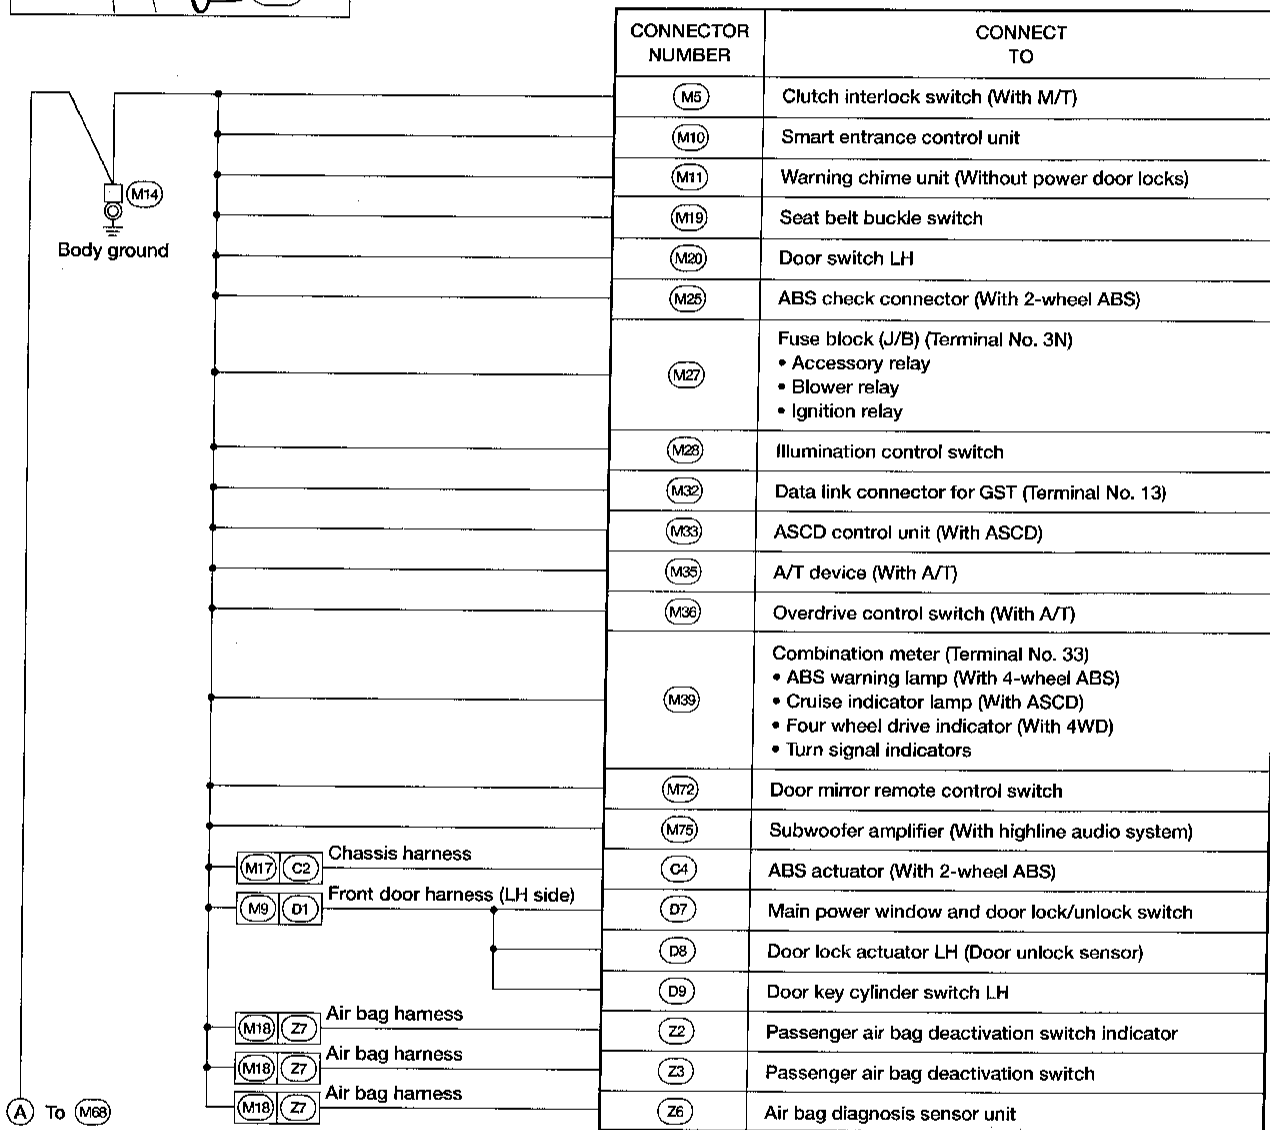 CONNECTOR NUMBER CONNECT TO
M5 Clutch interlock switch (With M/T)
M10 Smart entrance control unit
M11 Warning chime unit (Without power door locks)
M14
M19 Seat belt buckle switch
Body ground
M20 Door switch LH
M25 ABS check connector (With 2-wheel ABS)
M27 Fuse block (J/B) (Terminal No. 3N)
• Accessory relay
• Blower relay
• Ignition relay
M28 Illumination control switch
M32 Data link connector for GST (Terminal No. 13)
M33 ASCD control unit (With ASCD)
M35 A/T device (With A/T)
M36 Overdrive control switch (With A/T)
M39 Combination meter (Terminal No. 33)
• ABS warning lamp (With 4-wheel ABS)
• Cruise indicator lamp (With ASCD)
• Four wheel drive indicator (With 4WD)
• Turn signal indicators
M72 Door mirror remote control switch
M75 Subwoofer amplifier (With highline audio system)
M17 C2 Chassis harness C4 ABS actuator (With 2-wheel ABS)
M9 D1 Front door harness (LH side) D7 Main power window and door lock/unlock switch
D8 Door lock actuator LH (Door unlock sensor)
D9 Door key cylinder switch LH
M18 Z7 Air bag harness Z2 Passenger air bag deactivation switch indicator
M18 Z7 Air bag harness Z3 Passenger air bag deactivation switch
M18 Z7 Air bag harness Z6 Air bag diagnosis sensor unit
A To M68